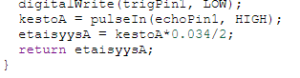 digitalWrite(trigPin1, LOW);
kestoA = pulseIn(echoPin1, HIGH);
etaisyysA = kestoA*0.034/2;
return etaisyysA;
}